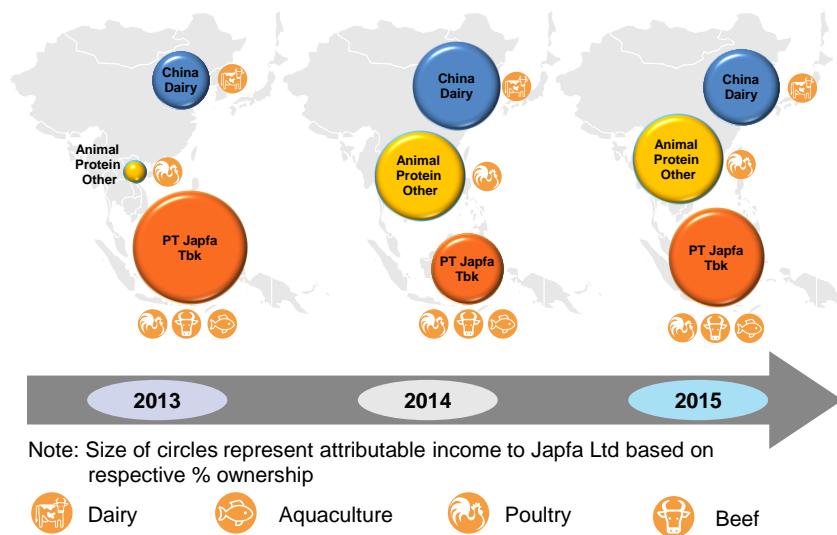 China
Dairy
Animal
Protein
Other
PT Japfa
Tbk
China
Dairy
Animal
Protein
Other
PT Japfa
Tbk
China
Dairy
Animal
Protein
Other
PT Japfa
Tbk
2013
2014
2015
Note: Size of circles represent attributable income to Japfa Ltd based on
respective % ownership
Dairy
Aquaculture
Poultry
Beef